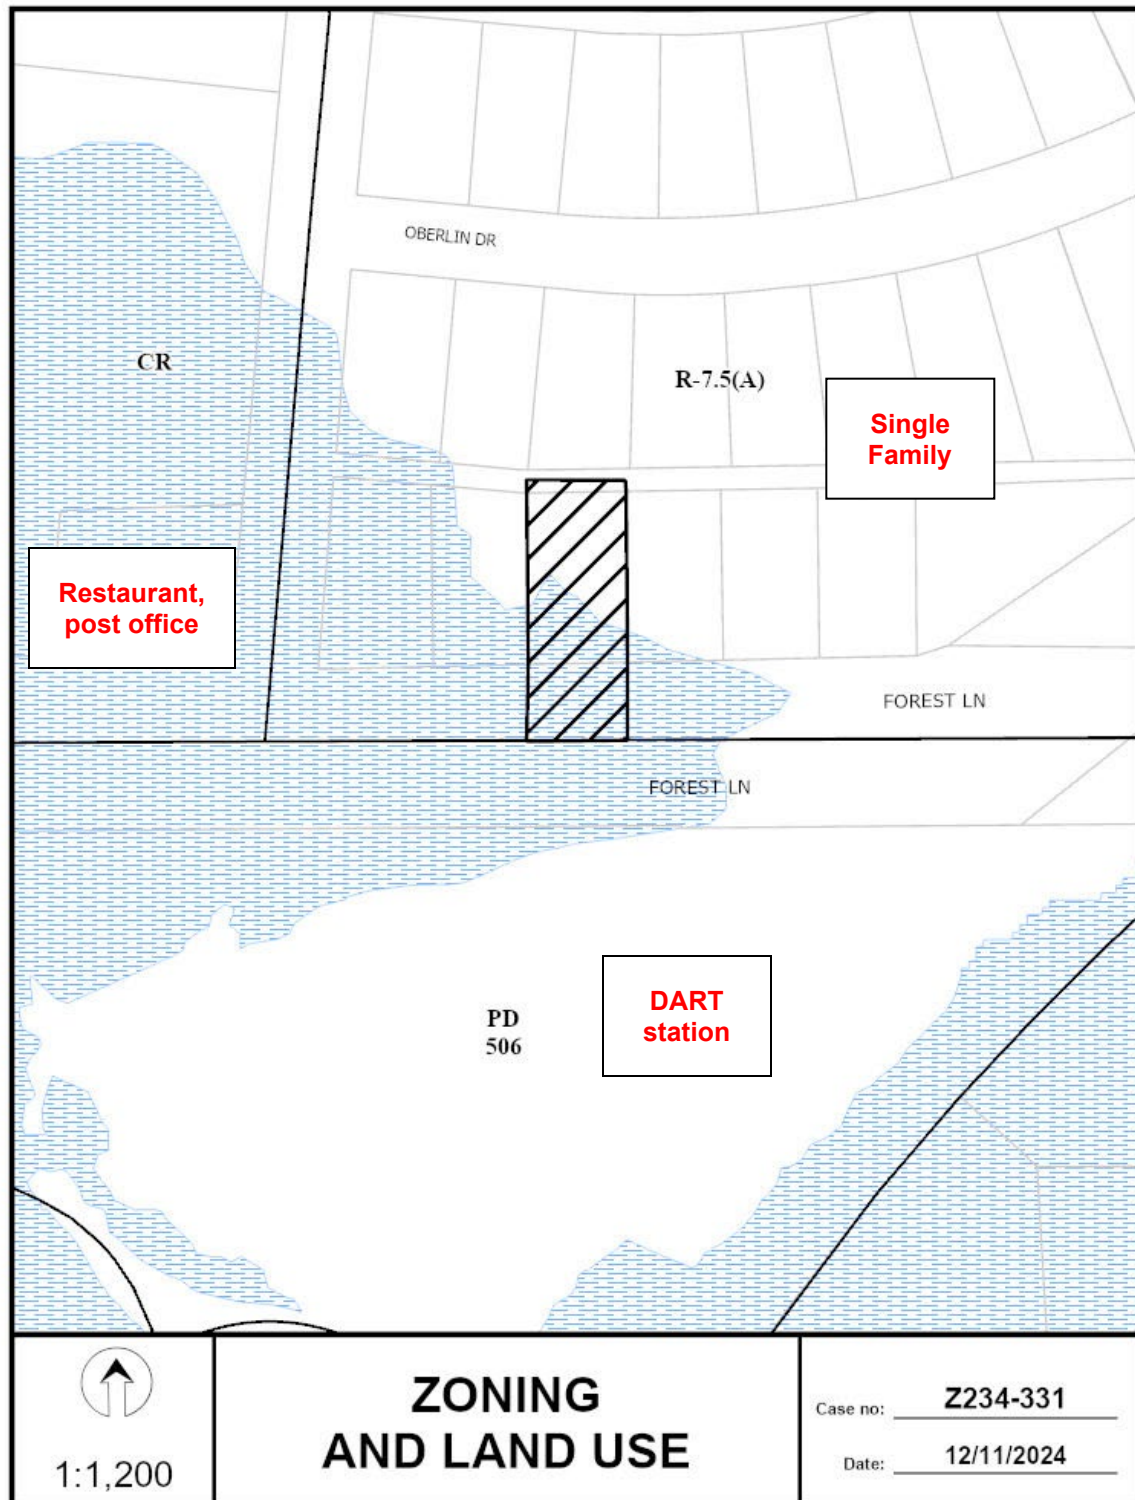 OBERLIN DR
CR
R-7.5(A)
Single
Family
Restaurant,
post office
FOREST LN
FOREST LN
DART
station
PD
506
1:1,200
ZONING
AND LAND USE
Case no: Z234-331
Date: 12/11/2024